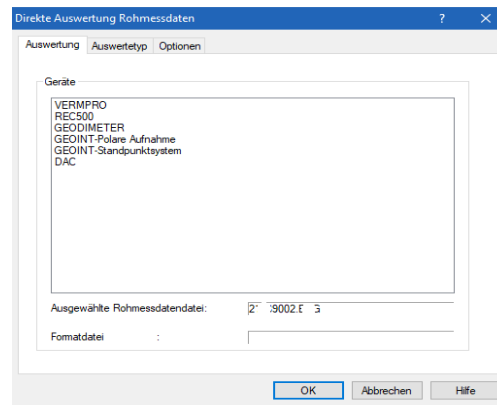 Direkte Auswertung Rohmessdaten ? ×
Auswertung Auswertetyp Optionen
Geräte
VERMPRO
REC500
GEODIMETER
GEOINT-Polare Aufnahme
GEOINT-Standpunktsystem
DAC
Ausgewählte Rohmessdatendatei:
Formatdatei :
OK Abbrechen Hilfe